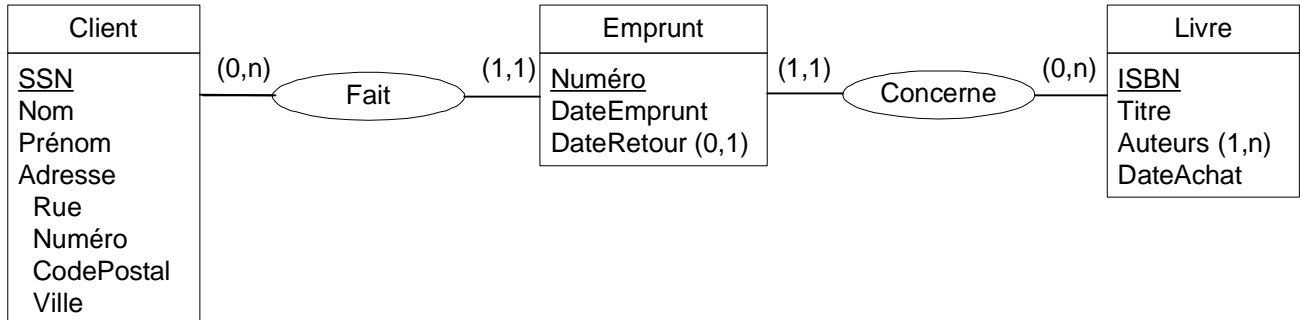 Client
SSN
Nom
Prénom
Adresse
Rue
Numéro
CodePostal
Ville
(0,n)
Fait
(1,1)
Emprunt
Numéro
DateEmprunt
DateRetour (0,1)
(1,1)
Concerne
(0,n)
Livre
ISBN
Titre
Auteurs (1,n)
DateAchat